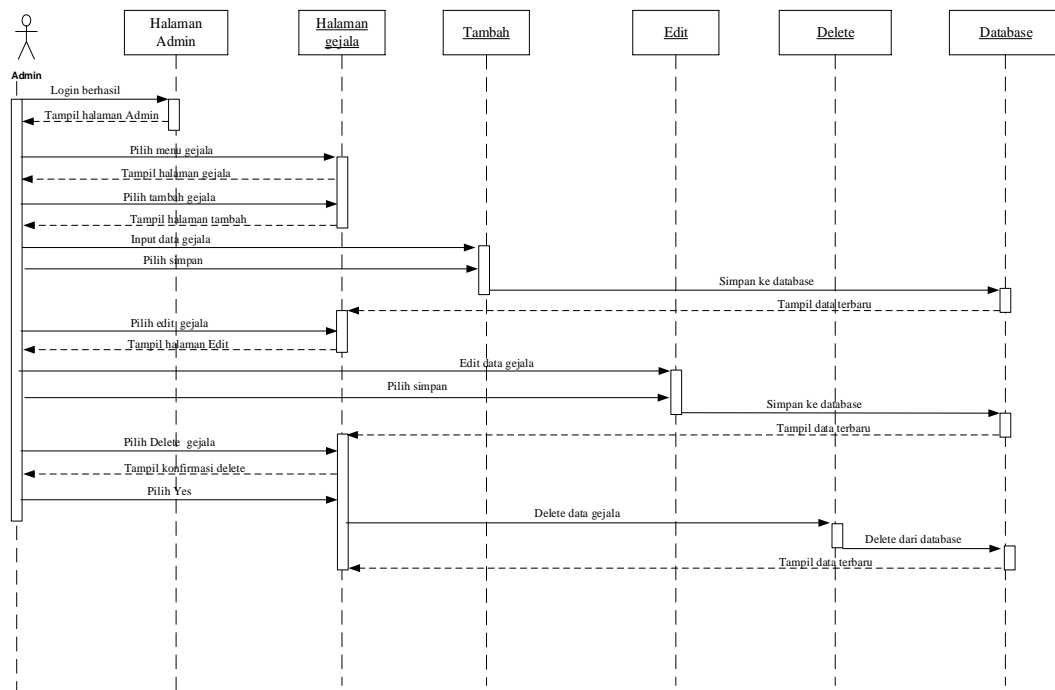 Halaman
Admin
Halaman
gejala
Tambah
Edit
Delete
Database
Admin
Login berhasil
Tampil halaman Admin
Pilih menu gejala
Tampil halaman gejala
Pilih tambah gejala
Tampil halaman tambah
Input data gejala
Pilih simpan
Simpan ke database
Tampil data terbaru
Pilih edit gejala
Tampil halaman Edit
Edit data gejala
Pilih simpan
Simpan ke database
Tampil data terbaru
Pilih Delete gejala
Tampil konfirmasi delete
Pilih Yes
Delete data gejala
Delete dari database
Tampil data terbaru